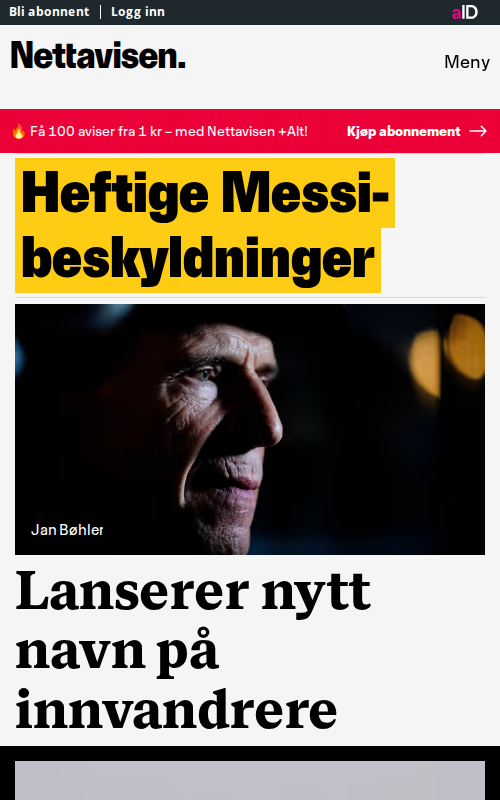 Bli abonnent | Logg inn
aID
Nettavisen.
Meny
🔥 Få 100 aviser fra 1 kr – med Nettavisen +Alt!
Kjøp abonnement →
Heftige Messi-
beskyldninger
Jan Bøhler
Lanserer nytt
navn på
innvandrere